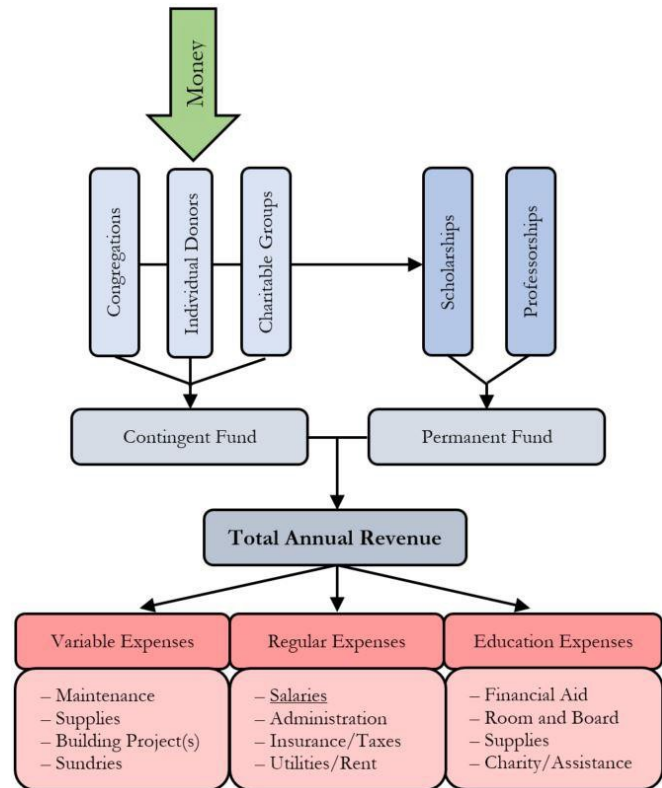 Money
Congregations
Individual Donors
Charitable Groups
Scholarships
Professorships
Contingent Fund
Permanent Fund
Total Annual Revenue
Variable Expenses
– Maintenance
– Supplies
– Building Project(s)
– Sundries
Regular Expenses
– Salaries
– Administration
– Insurance/Taxes
– Utilities/Rent
Education Expenses
– Financial Aid
– Room and Board
– Supplies
– Charity/Assistance